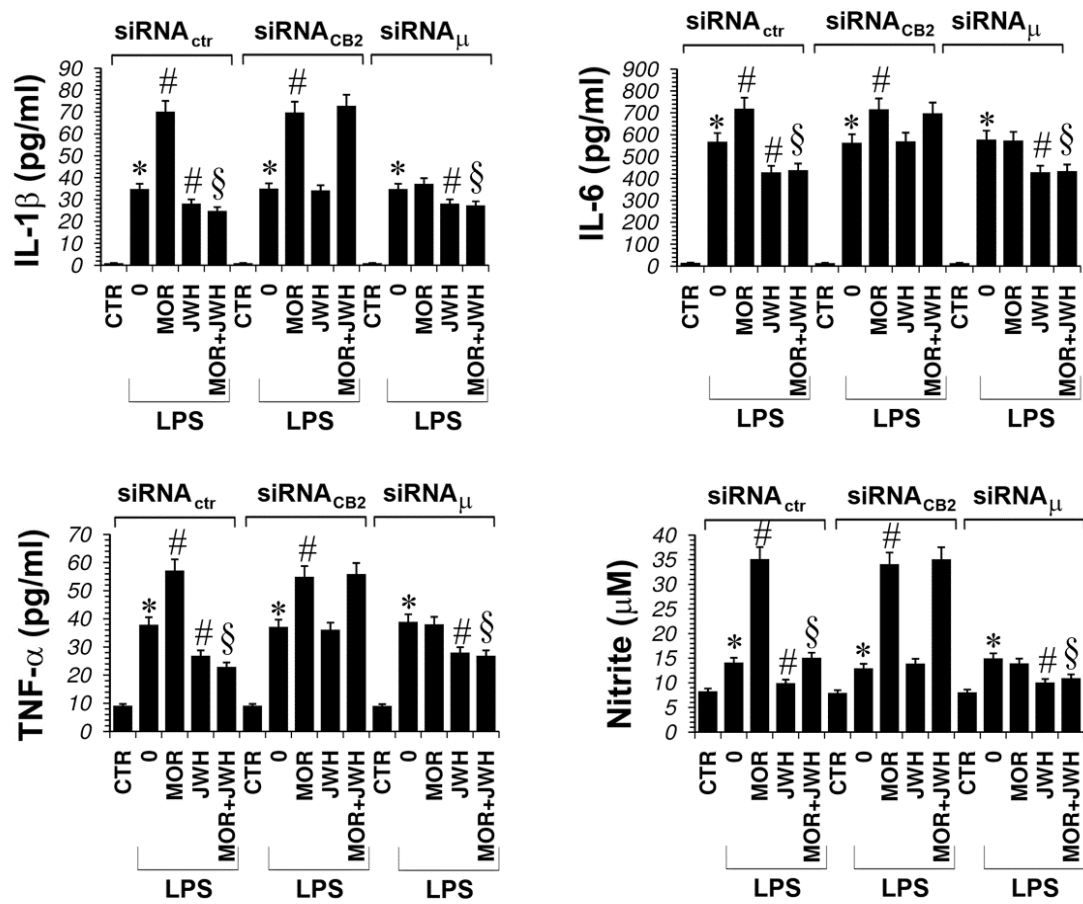 siRNActr siRNACB2 siRNAμ
IL-1β (pg/ml)
90
80
70
60
50
40
30
20
10
0
* # # § * # * # §
CTR 0 MOR JWH MOR+JWH CTR 0 MOR JWH MOR+JWH CTR 0 MOR JWH MOR+JWH
LPS LPS LPS
siRNActr siRNACB2 siRNAμ
IL-6 (pg/ml)
900
800
700
600
500
400
300
200
100
0
* # # § * # * # §
CTR 0 MOR JWH MOR+JWH CTR 0 MOR JWH MOR+JWH CTR 0 MOR JWH MOR+JWH
LPS LPS LPS
siRNActr siRNACB2 siRNAμ
TNF-α (pg/ml)
70
60
50
40
30
20
10
0
* # # § * # * # §
CTR 0 MOR JWH MOR+JWH CTR 0 MOR JWH MOR+JWH CTR 0 MOR JWH MOR+JWH
LPS LPS LPS
siRNActr siRNACB2 siRNAμ
Nitrite (μM)
40
35
30
25
20
15
10
5
0
* # # § * # * # §
CTR 0 MOR JWH MOR+JWH CTR 0 MOR JWH MOR+JWH CTR 0 MOR JWH MOR+JWH
LPS LPS LPS